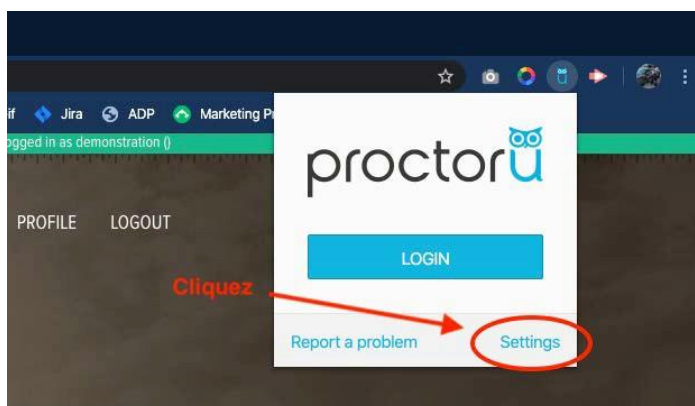 if Jira ADP Marketing P
ogged in as demonstration ()
proctoru
PROFILE LOGOUT
LOGIN
Cliquez
Report a problem Settings